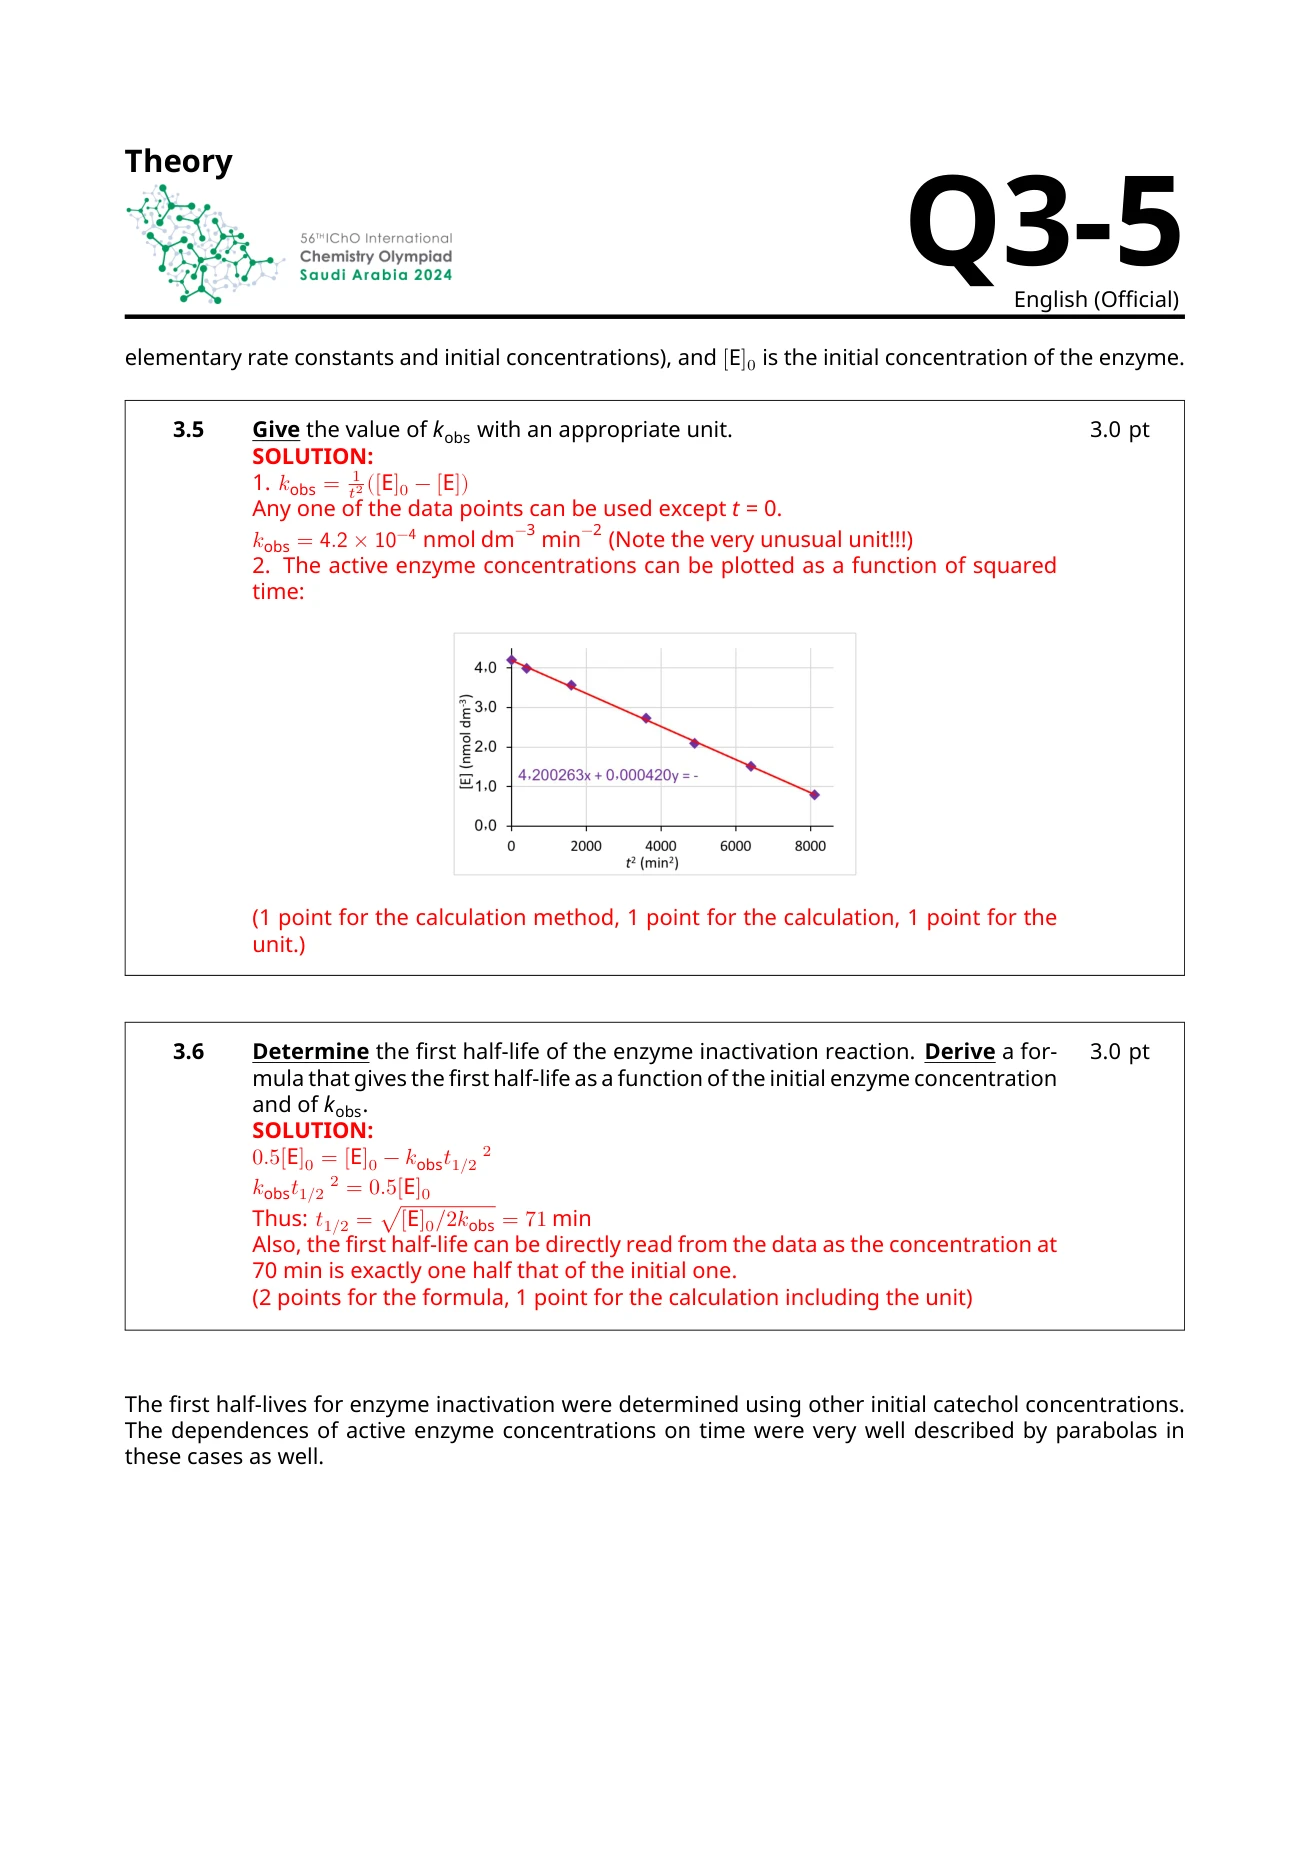 Theory
56THIChO International
Chemistry Olympiad
Saudi Arabia 2024
Q3-5
English (Official)
elementary rate constants and initial concentrations), and [E]₀ is the initial concentration of the enzyme.
3.5 Give the value of k_obs with an appropriate unit. 3.0 pt
SOLUTION:
1. k_obs = 1/t² ([E]₀ − [E])
Any one of the data points can be used except t = 0.
k_obs = 4.2 × 10⁻⁴ nmol dm⁻³ min⁻² (Note the very unusual unit!!!)
2. The active enzyme concentrations can be plotted as a function of squared
time:
[E] (nmol dm⁻³)
4،0
3،0
2،0
1،0
0،0
4،200263x + 0،000420y = -
0 2000 4000 6000 8000
t² (min²)
(1 point for the calculation method, 1 point for the calculation, 1 point for the
unit.)
3.6 Determine the first half-life of the enzyme inactivation reaction. Derive a for- 3.0 pt
mula that gives the first half-life as a function of the initial enzyme concentration
and of k_obs.
SOLUTION:
0.5[E]₀ = [E]₀ − k_obs t_1/2 ²
k_obs t_1/2 ² = 0.5[E]₀
Thus: t_1/2 = √([E]₀/2k_obs) = 71 min
Also, the first half-life can be directly read from the data as the concentration at
70 min is exactly one half that of the initial one.
(2 points for the formula, 1 point for the calculation including the unit)
The first half-lives for enzyme inactivation were determined using other initial catechol concentrations.
The dependences of active enzyme concentrations on time were very well described by parabolas in
these cases as well.